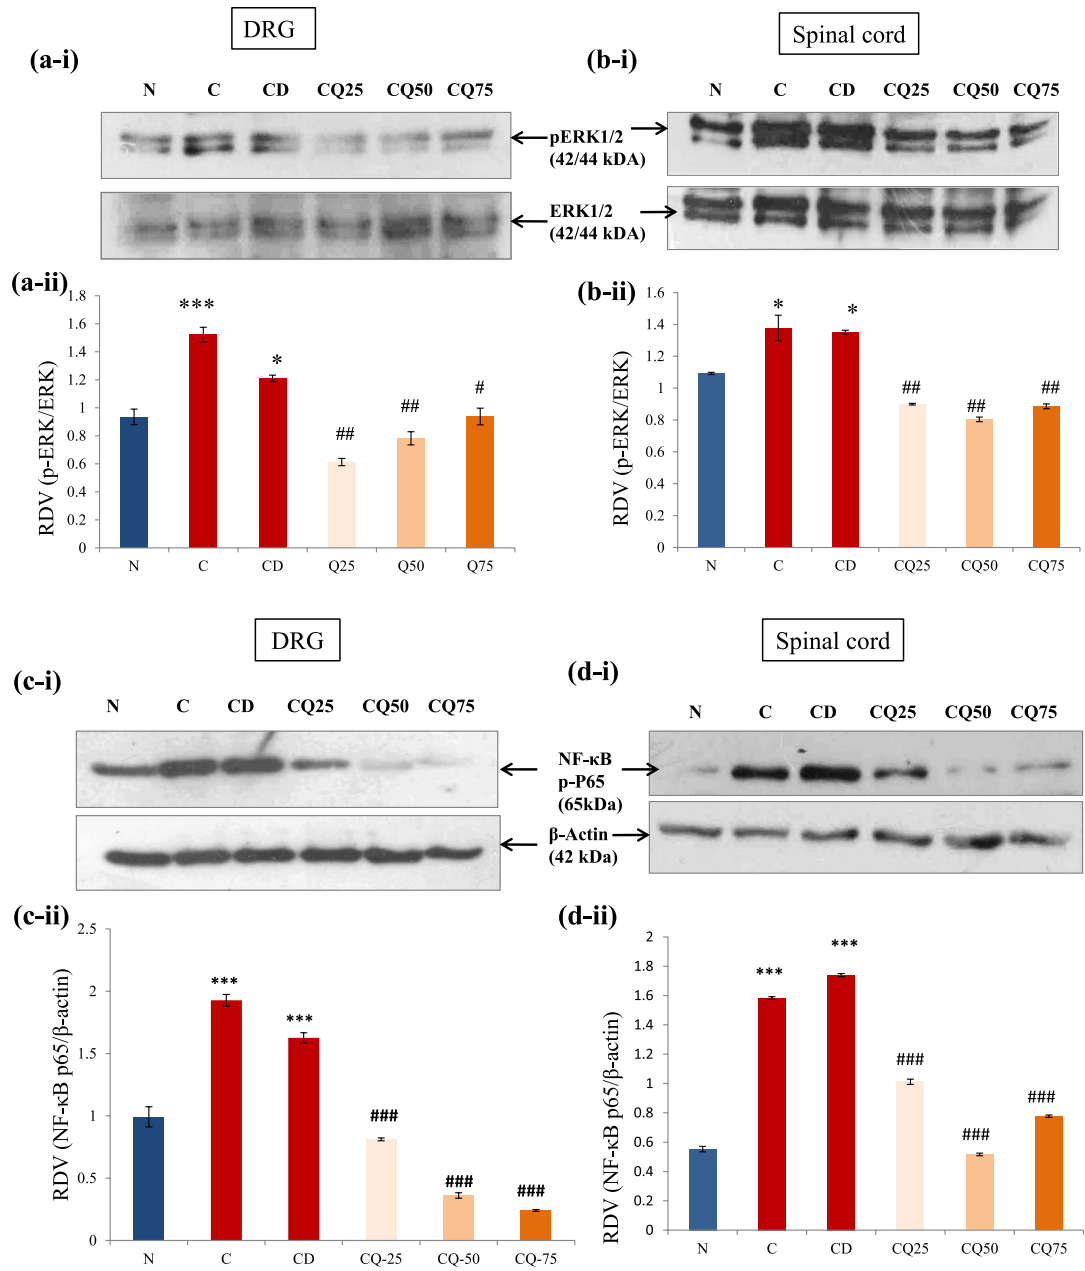 DRG
Spinal cord
(a-i)
(b-i)
N C CD CQ25 CQ50 CQ75
N C CD CQ25 CQ50 CQ75
pERK1/2
(42/44 kDA)
ERK1/2
(42/44 kDA)
(a-ii)
(b-ii)
RDV (p-ERK/ERK)
1.8
1.6
1.4
1.2
1
0.8
0.6
0.4
0.2
0
***
*
##
##
#
N C CD Q25 Q50 Q75
RDV (p-ERK/ERK)
1.6
1.4
1.2
1
0.8
0.6
0.4
0.2
0
*
*
##
##
##
N C CD CQ25 CQ50 CQ75
DRG
Spinal cord
(c-i)
(d-i)
N C CD CQ25 CQ50 CQ75
N C CD CQ25 CQ50 CQ75
NF-κB
p-P65
(65kDa)
β-Actin
(42 kDa)
(c-ii)
(d-ii)
RDV (NF-κB p65/β-actin)
2.5
2
1.5
1
0.5
0
***
***
###
###
###
N C CD CQ-25 CQ-50 CQ-75
RDV (NF-κB p65/β-actin)
2
1.8
1.6
1.4
1.2
1
0.8
0.6
0.4
0.2
0
***
***
###
###
###
N C CD CQ25 CQ50 CQ75